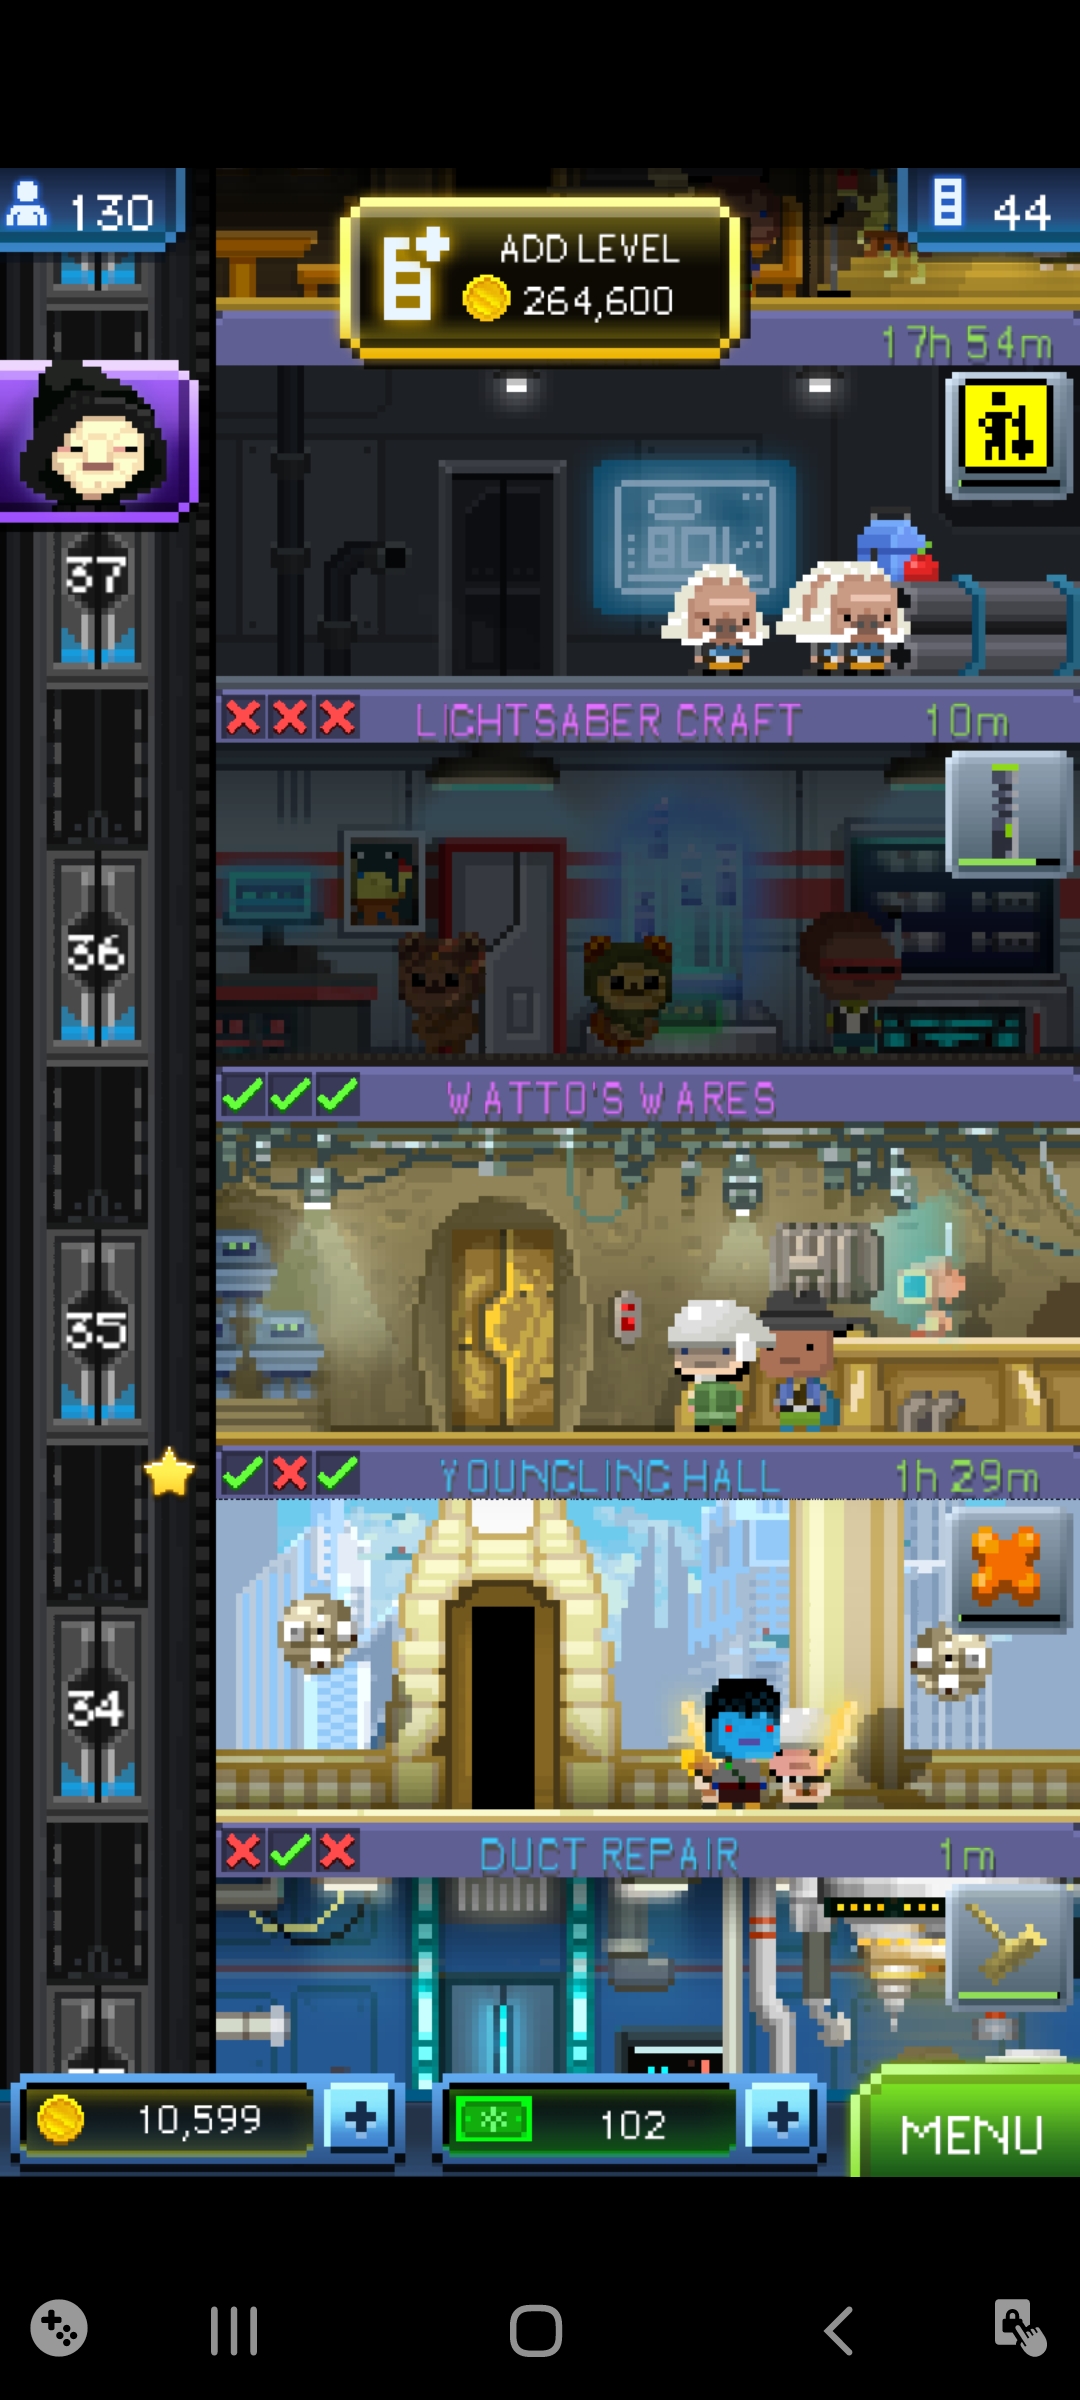 130
ADD LEVEL
264,600
44
17h 54m
37
LIGHTSABER CRAFT 10m
36
WATTO'S WARES
35
YOUNGLING HALL 1h 29m
34
DUCT REPAIR 1m
10,599
102
MENU